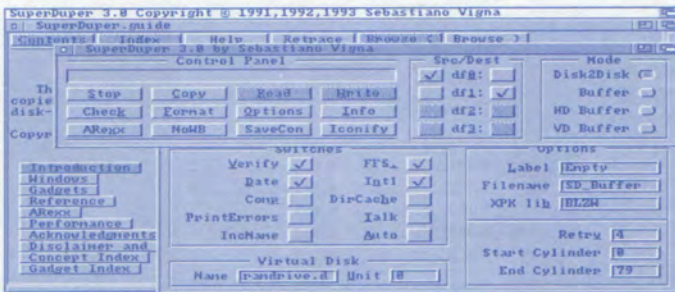 SuperDuper 3.0 Copyright © 1991,1992,1993 Sebastiano Vigna
SuperDuper.guide
Contents Index Help Retrace Browse < Browse >
SuperDuper 3.0 by Sebastiano Vigna
Control Panel
Stop Copy Read Write
Check Format Options Info
ARexx NoWB SaveCon Iconify
Src/Dest
df0:
df1:
df2:
df3:
Mode
Disk2Disk
Buffer
HD Buffer
VD Buffer
Th
copie
disk-
Copyr
Introduction
Windows
Gadgets
Reference
ARexx
Performance
Acknowledgments
Disclaimer and
Concept Index
Gadget Index
Switches
Verify FFS
Date Intl
Comp DirCache
PrintErrors Talk
IncName Auto
Virtual Disk
Name ramdrive.d Unit 0
Options
Label Empty
Filename SD_Buffer
XPK lib BLZW
Retry 4
Start Cylinder 0
End Cylinder 79